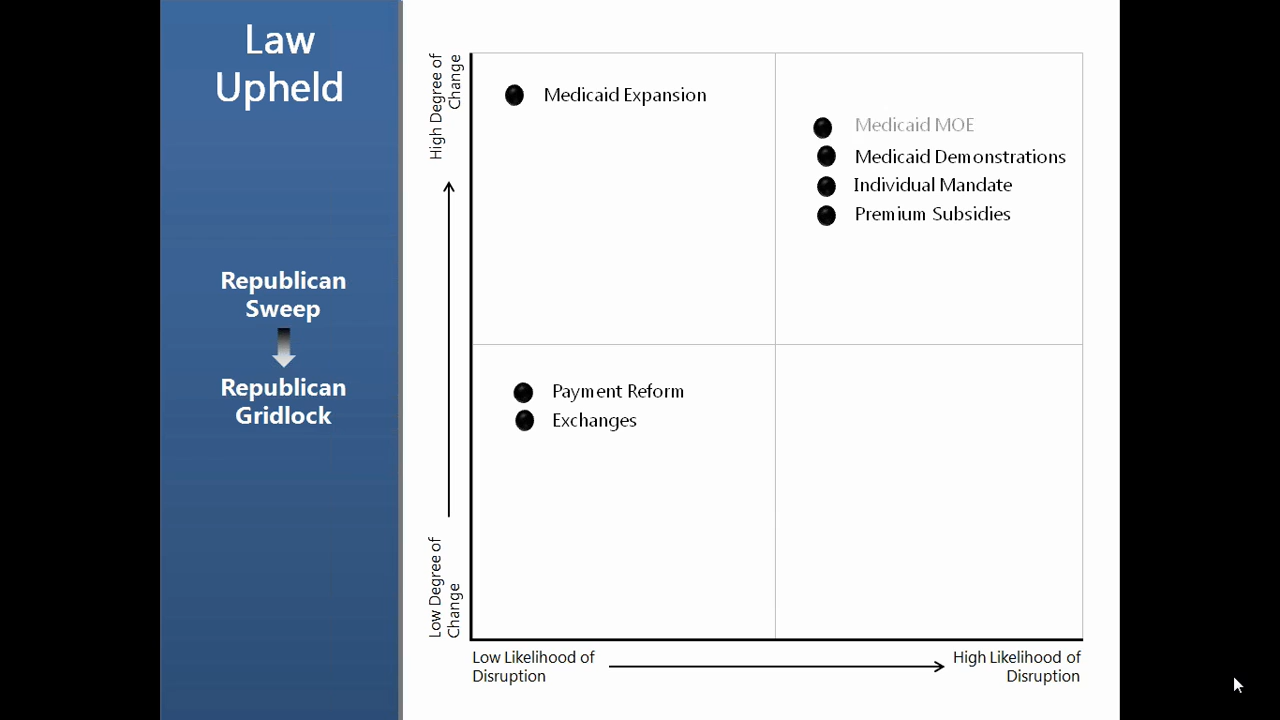 Law
Upheld
Republican
Sweep
Republican
Gridlock
High Degree of
Change
Low Degree of
Change
Medicaid Expansion
Medicaid MOE
Medicaid Demonstrations
Individual Mandate
Premium Subsidies
Payment Reform
Exchanges
Low Likelihood of
Disruption
High Likelihood of
Disruption